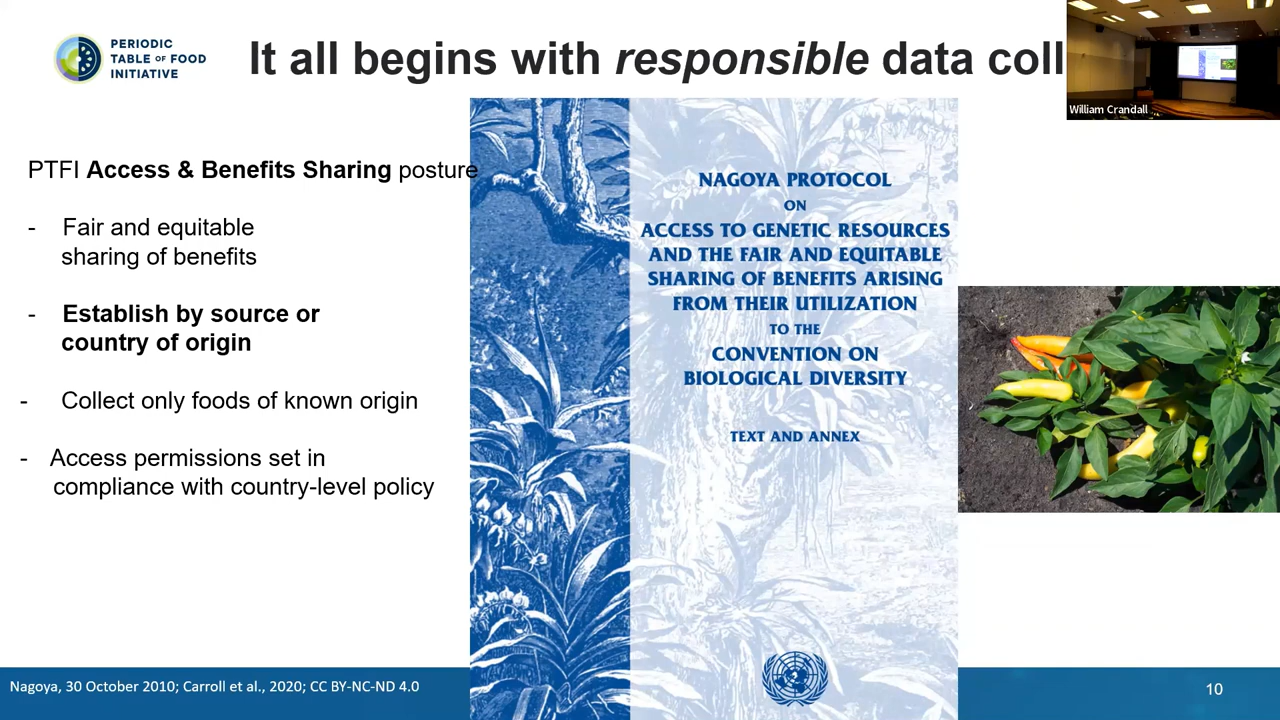 PERIODIC
TABLE OF FOOD
INITIATIVE
It all begins with responsible data coll
William Crandall
PTFI Access & Benefits Sharing posture
- Fair and equitable
sharing of benefits
- Establish by source or
country of origin
- Collect only foods of known origin
- Access permissions set in
compliance with country-level policy
NAGOYA PROTOCOL
ON
ACCESS TO GENETIC RESOURCES
AND THE FAIR AND EQUITABLE
SHARING OF BENEFITS ARISING
FROM THEIR UTILIZATION
TO THE
CONVENTION ON
BIOLOGICAL DIVERSITY
TEXT AND ANNEX
Nagoya, 30 October 2010; Carroll et al., 2020; CC BY-NC-ND 4.0
10